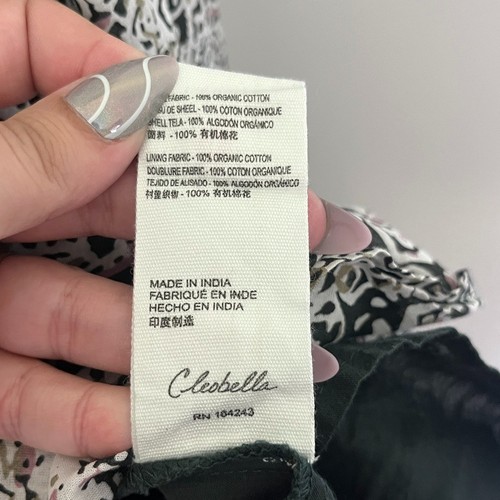 FABRIC - 100% ORGANIC COTTON
DE SHEEL - 100% COTON ORGANIQUE
SHELL TELA - 100% ALGODÓN ORGÁNICO
面料 - 100% 有机棉花
LINING FABRIC - 100% ORGANIC COTTON
DOUBLURE FABRIC - 100% COTON ORGANIQUE
TEJIDO DE ALISADO - 100% ALGODÓN ORGÁNICO
衬里织物 - 100% 有机棉花
MADE IN INDIA
FABRIQUÉ EN INDE
HECHO EN INDIA
印度制造
Cleobella
RN 164243